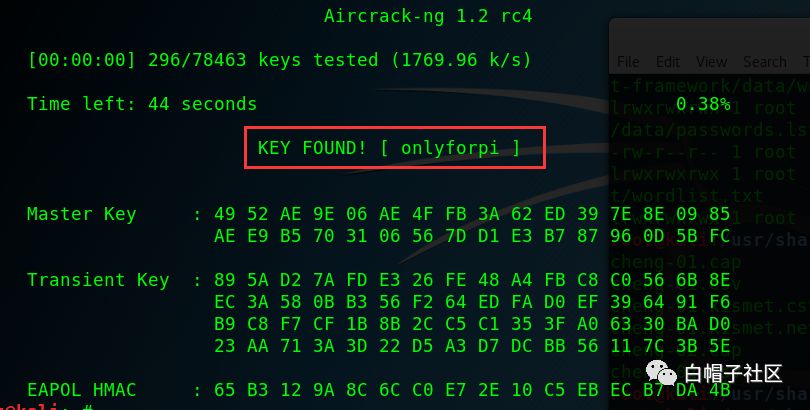 Aircrack-ng 1.2 rc4
[00:00:00] 296/78463 keys tested (1769.96 k/s)
File Edit View Search
Time left: 44 seconds 0.38%
KEY FOUND! [ onlyforpi ]
Master Key : 49 52 AE 9E 06 AE 4F FB 3A 62 ED 39 7E 8E 09 85
AE E9 B5 70 31 06 56 7D D1 E3 B7 87 96 0D 5B FC
Transient Key : 89 5A D2 7A FD E3 26 FE 48 A4 FB C8 C0 56 6B 8E
EC 3A 58 0B B3 56 F2 64 ED FA D0 EF 39 64 91 F6
B9 C8 F7 CF 1B 8B 2C C5 C1 35 3F A0 63 30 BA D0
23 AA 71 3A 3D 22 D5 A3 D7 DC BB 56 11 7C 3B 5E
EAPOL HMAC : 65 B3 12 9A 8C 6C C0 E7 2E 10 C5 EB EC B7 DA 4B
t-framework/data/w
lrwxrwxrwx 1 root
/data/passwords.ls
-rw-r--r-- 1 root
lrwxrwxrwx 1 root
t/wordlist.txt
usr/sha
cheng-01.cap
白帽子社区